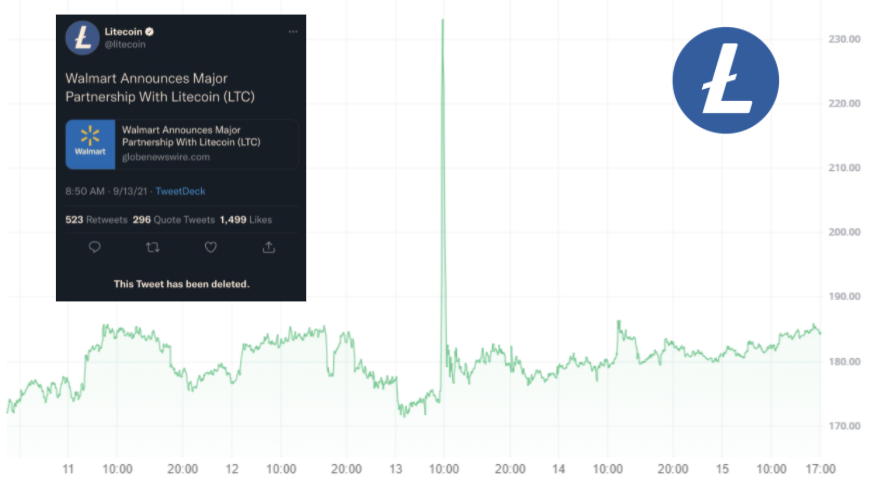 Litecoin
@litecoin
Walmart Announces Major
Partnership With Litecoin (LTC)
Walmart Announces Major
Partnership With Litecoin (LTC)
globenewswire.com
Walmart
8:50 AM · 9/13/21 · TweetDeck
523 Retweets 296 Quote Tweets 1,499 Likes
This Tweet has been deleted.
230.00
220.00
210.00
200.00
190.00
180.00
170.00
11 10:00 20:00 12 10:00 20:00 13 10:00 20:00 14 10:00 20:00 15 10:00 17:00